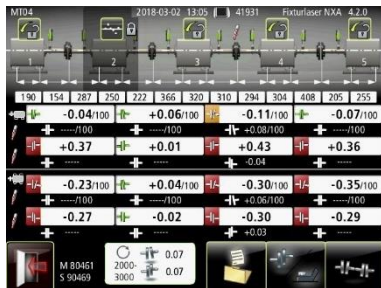 MT04 2018-03-02 13:05 41931 Fixturlaser NXA 4.2.0
1 2 3 4 5
190 154 287 250 222 366 320 310 294 304 408 205 255
-0.04/100 +0.06/100 -0.11/100 -0.07/100
-----/100 -----/100 +0.08/100 -----/100
+0.37 +0.01 +0.43 +0.36
----- ----- -0.04 -----
-0.23/100 +0.04/100 -0.30/100 -0.35/100
-----/100 -----/100 +0.06/100 -----/100
-0.27 -0.02 -0.30 -0.29
----- ----- +0.03 -----
M 80461
S 90469
2000-
3000
0.07
0.07